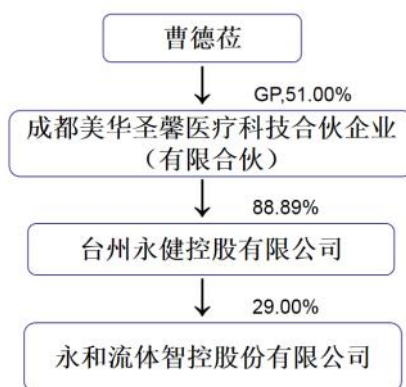 曹德莅
GP,51.00%
成都美华圣馨医疗科技合伙企业
（有限合伙）
88.89%
台州永健控股有限公司
29.00%
永和流体智控股份有限公司